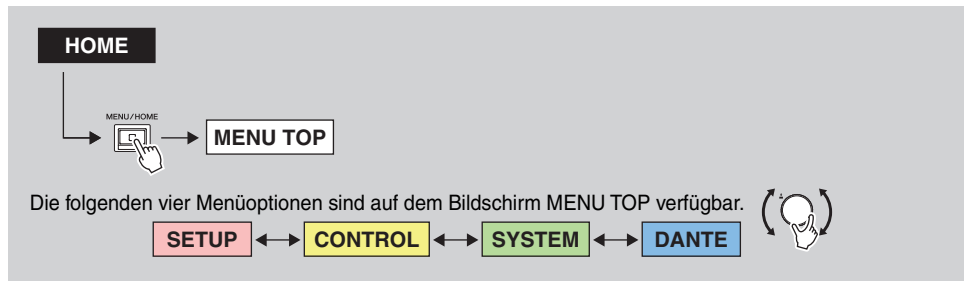 HOME
MENU/HOME
MENU TOP
Die folgenden vier Menüoptionen sind auf dem Bildschirm MENU TOP verfügbar.
SETUP CONTROL SYSTEM DANTE